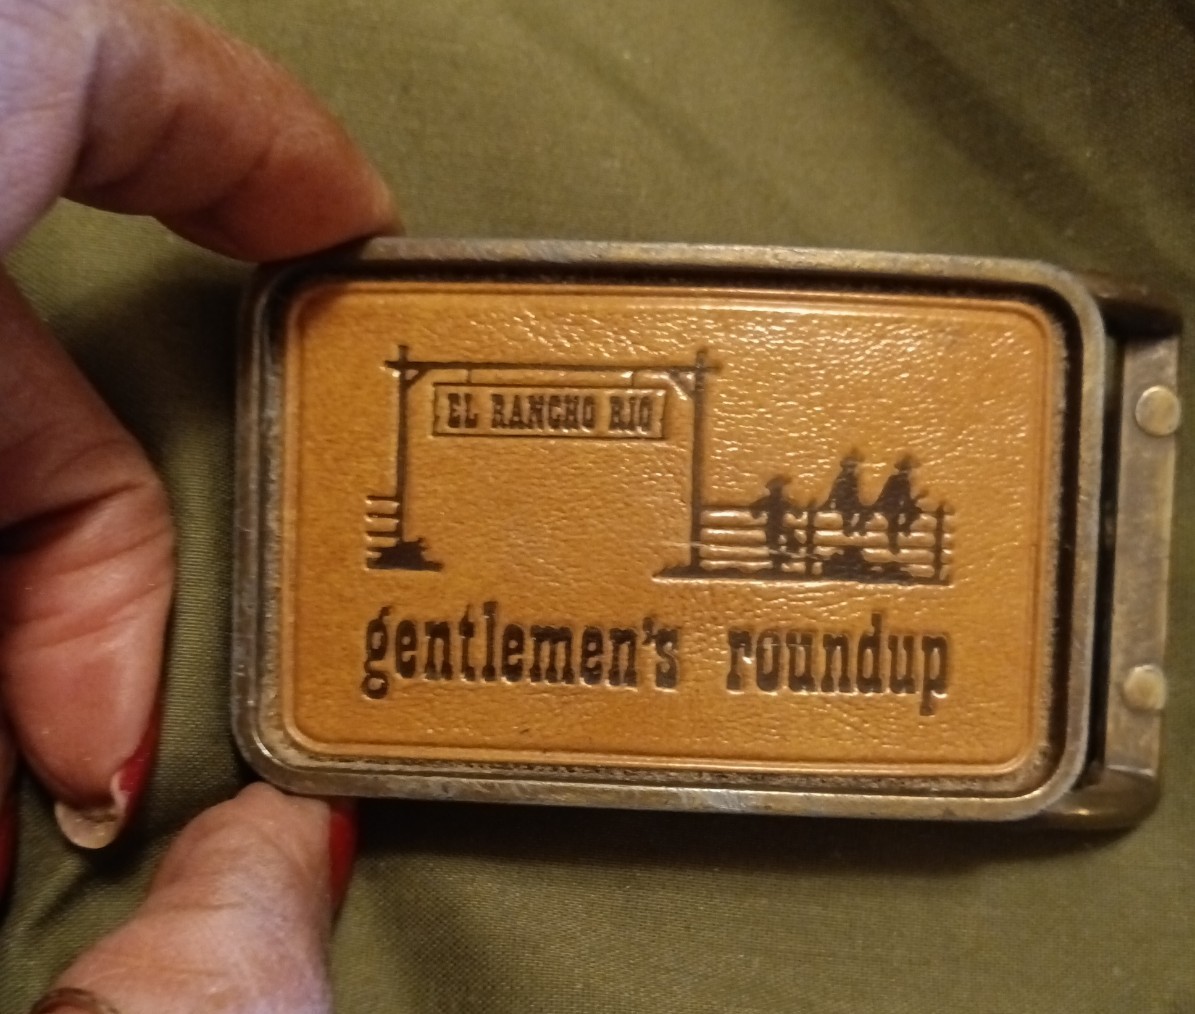 EL RANCHO RIO
gentlemen's roundup